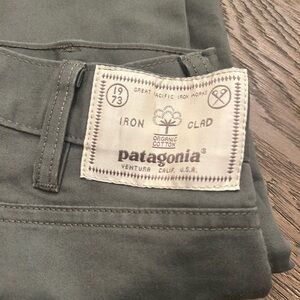 19
73
GREAT PACIFIC IRON WORKS
IRON CLAD
ORGANIC
COTTON
patagonia®
VENTURA CALIF. U.S.A.